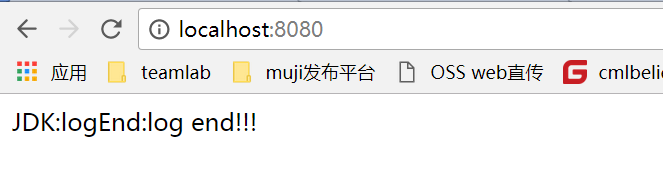 localhost:8080
应用 teamlab muji发布平台 OSS web直传 cmlbelie
JDK:logEnd:log end!!!